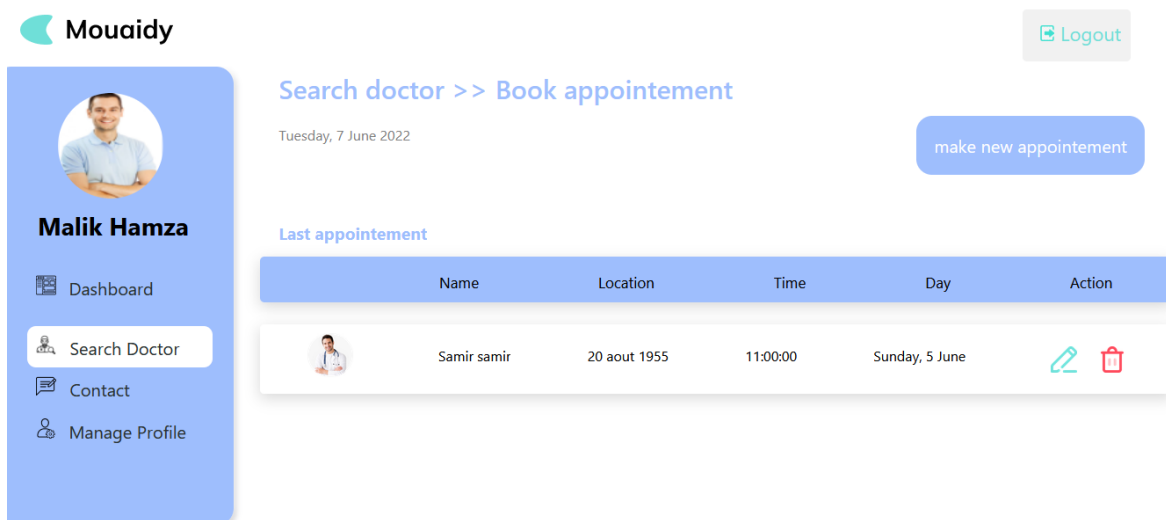 Mouaidy
Logout
Malik Hamza
Dashboard
Search Doctor
Contact
Manage Profile
Search doctor >> Book appointement
Tuesday, 7 June 2022
make new appointement
Last appointement
Name Location Time Day Action
Samir samir 20 aout 1955 11:00:00 Sunday, 5 June